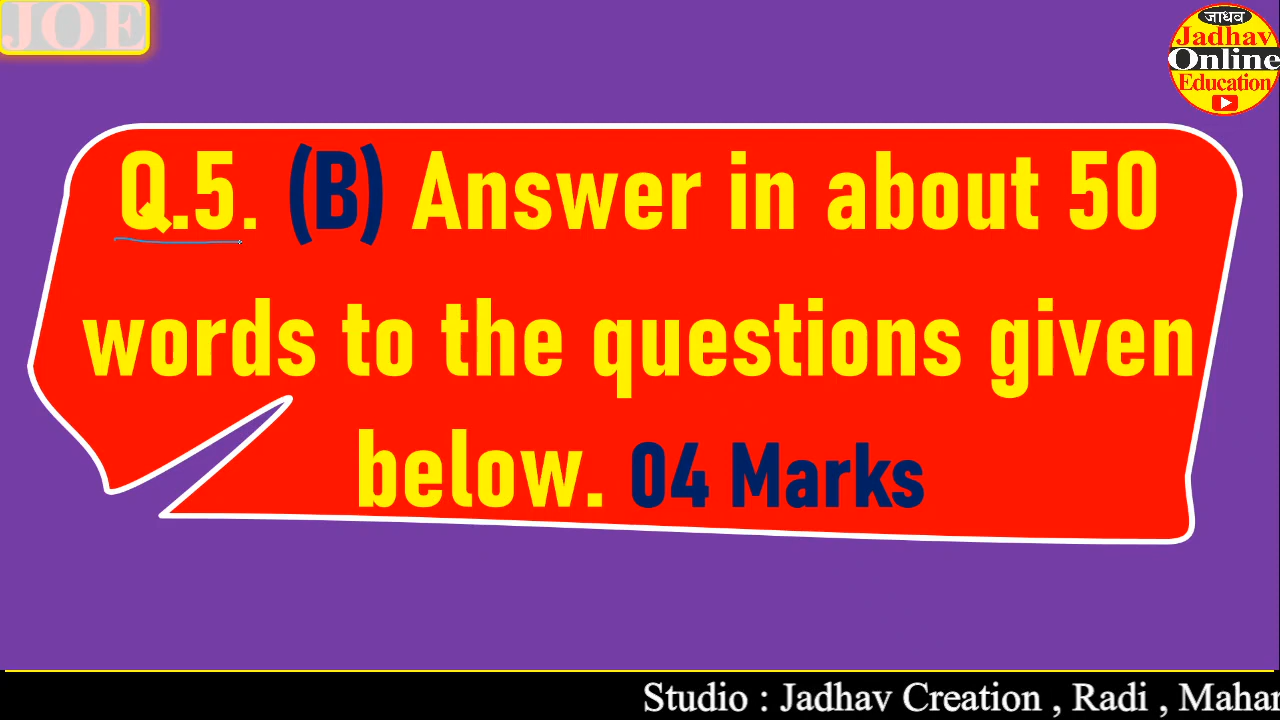 JOE
जाधव
Jadhav
Online
Education
Q.5. (B) Answer in about 50
words to the questions given
below. 04 Marks
Studio : Jadhav Creation , Radi , Mahar